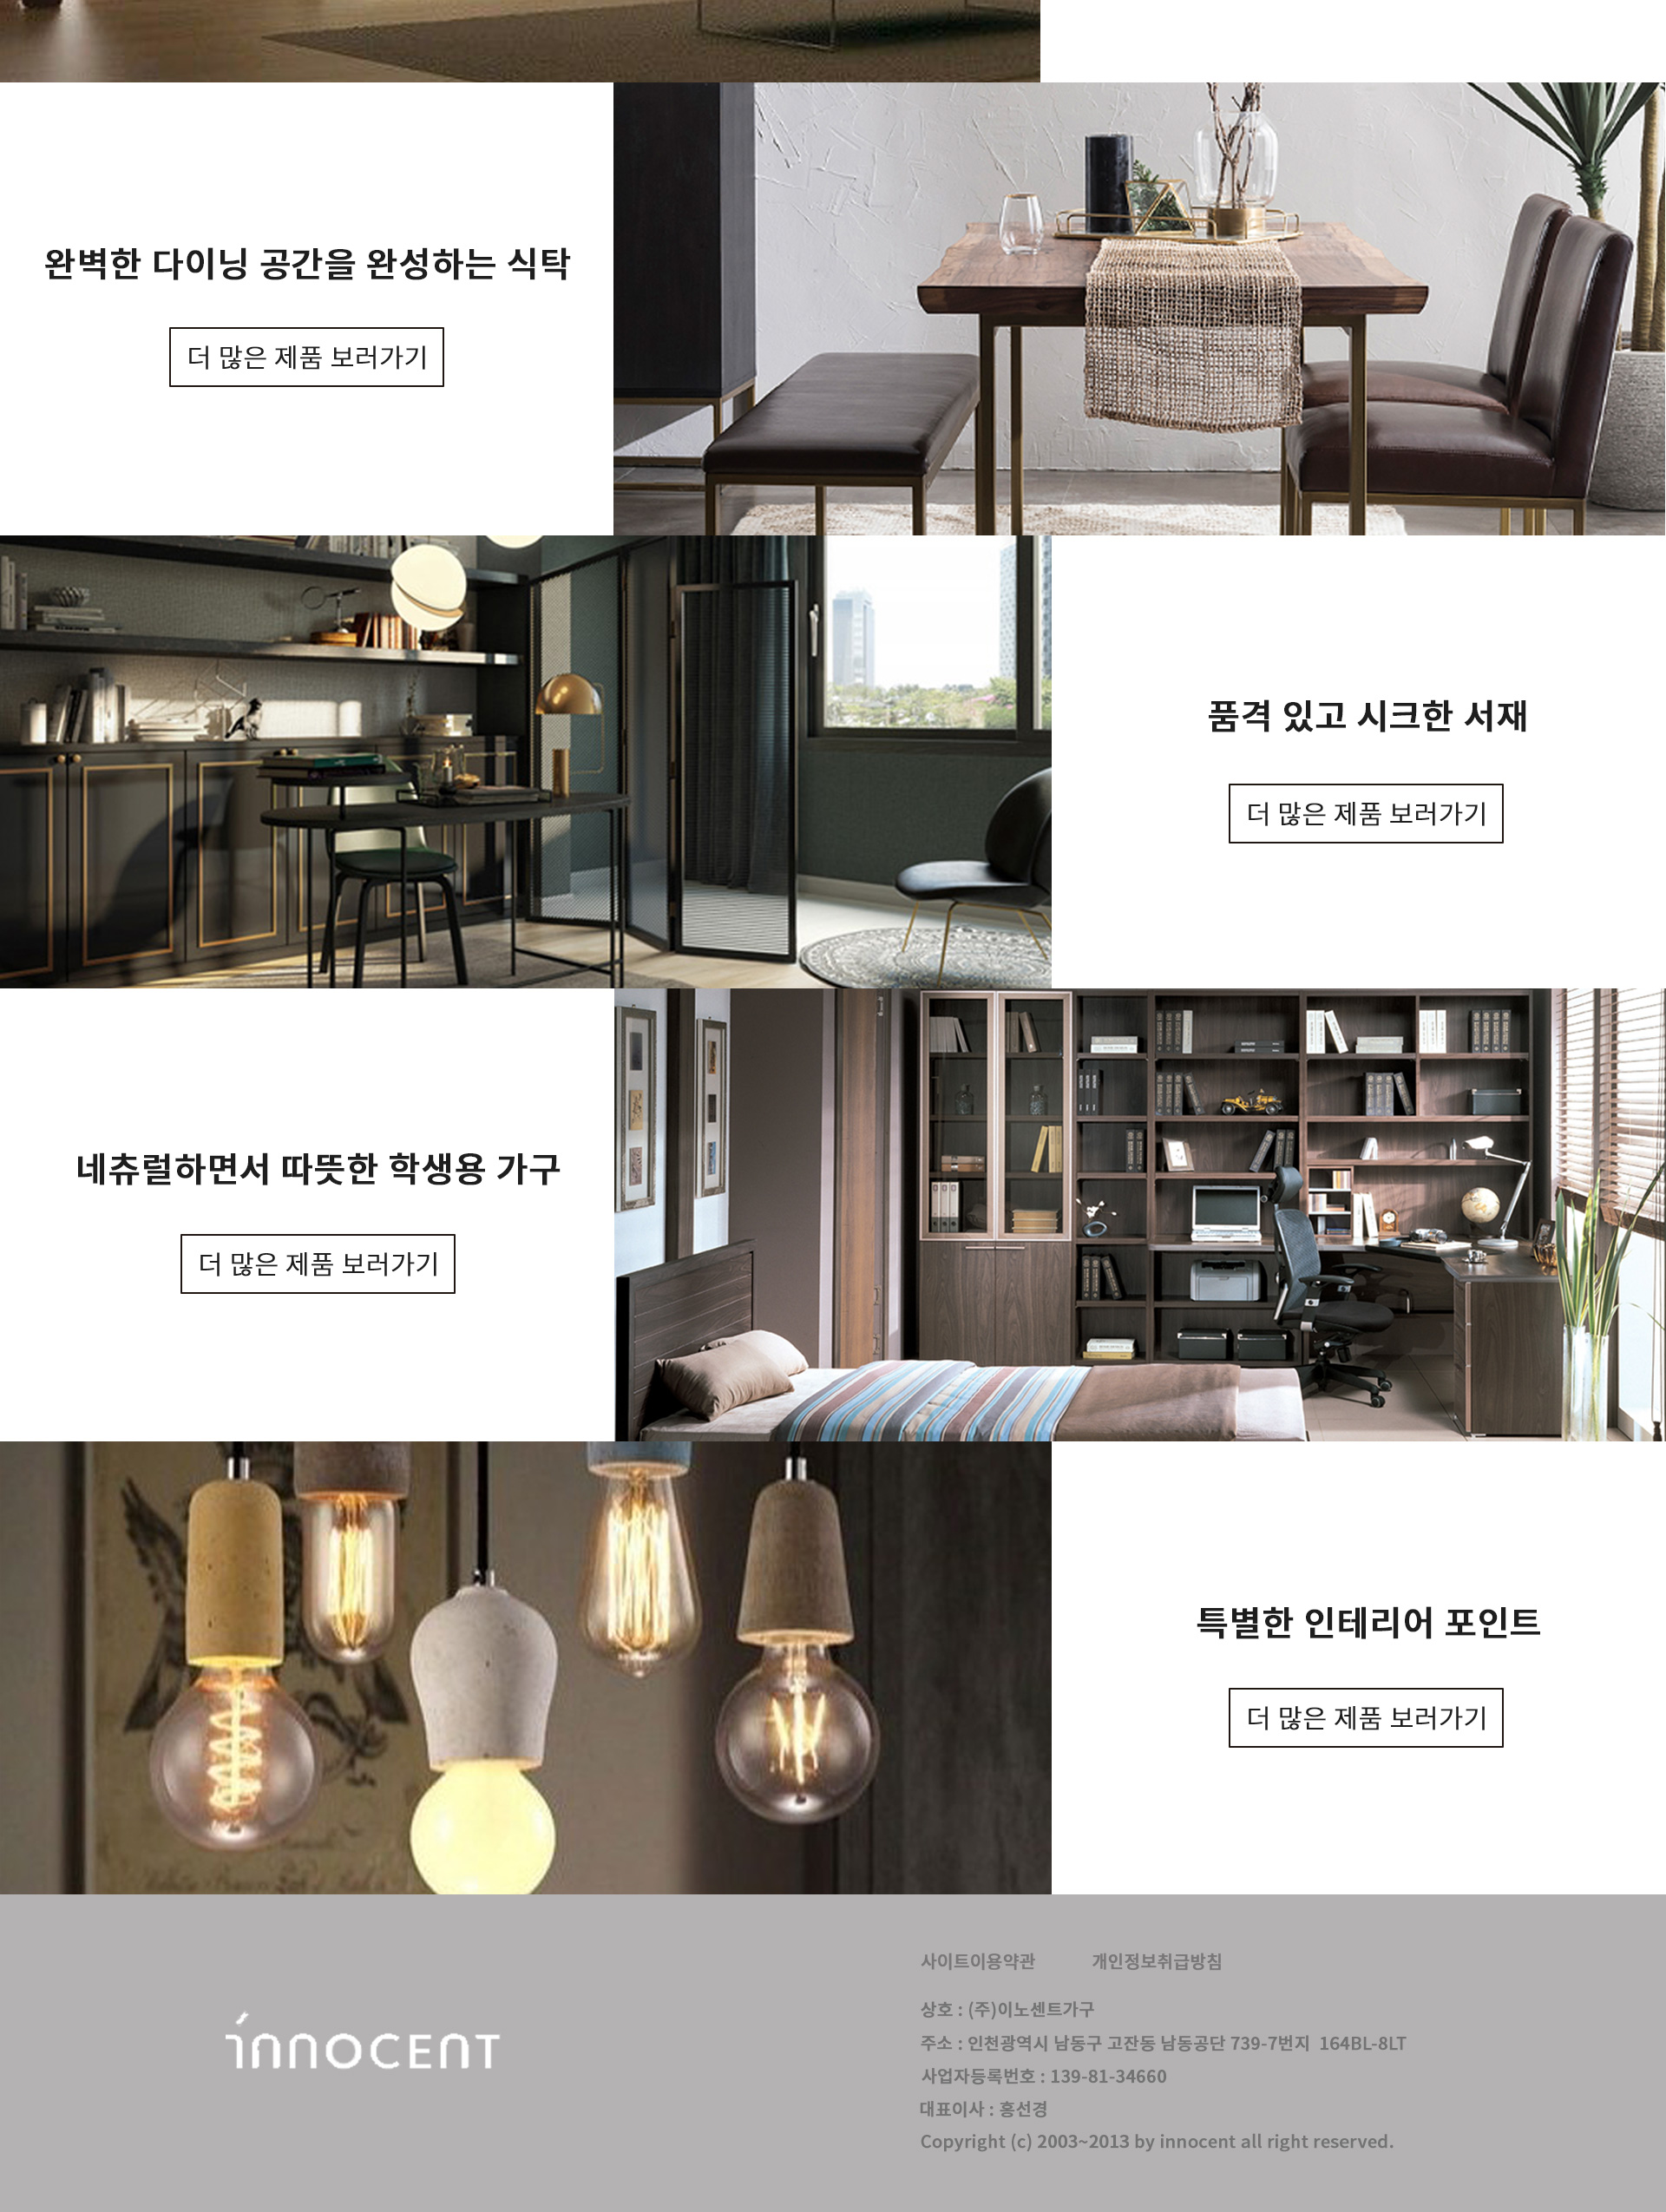 완벽한 다이닝 공간을 완성하는 식탁
더 많은 제품 보러가기
품격 있고 시크한 서재
더 많은 제품 보러가기
네츄럴하면서 따뜻한 학생용 가구
더 많은 제품 보러가기
특별한 인테리어 포인트
더 많은 제품 보러가기
innocent
사이트이용약관 개인정보취급방침
상호 : (주)이노센트가구
주소 : 인천광역시 남동구 고잔동 남동공단 739-7번지 164BL-8LT
사업자등록번호 : 139-81-34660
대표이사 : 홍선경
Copyright (c) 2003~2013 by innocent all right reserved.